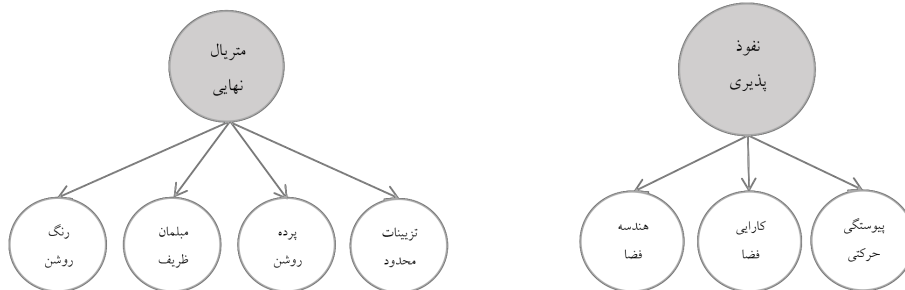 نفوذ
پذیری
متریال
نهایی
پیوستگی
حرکتی
کارایی
فضا
هندسه
فضا
تزیینات
محدود
پرده
روشن
مبلمان
ظریف
رنگ
روشن